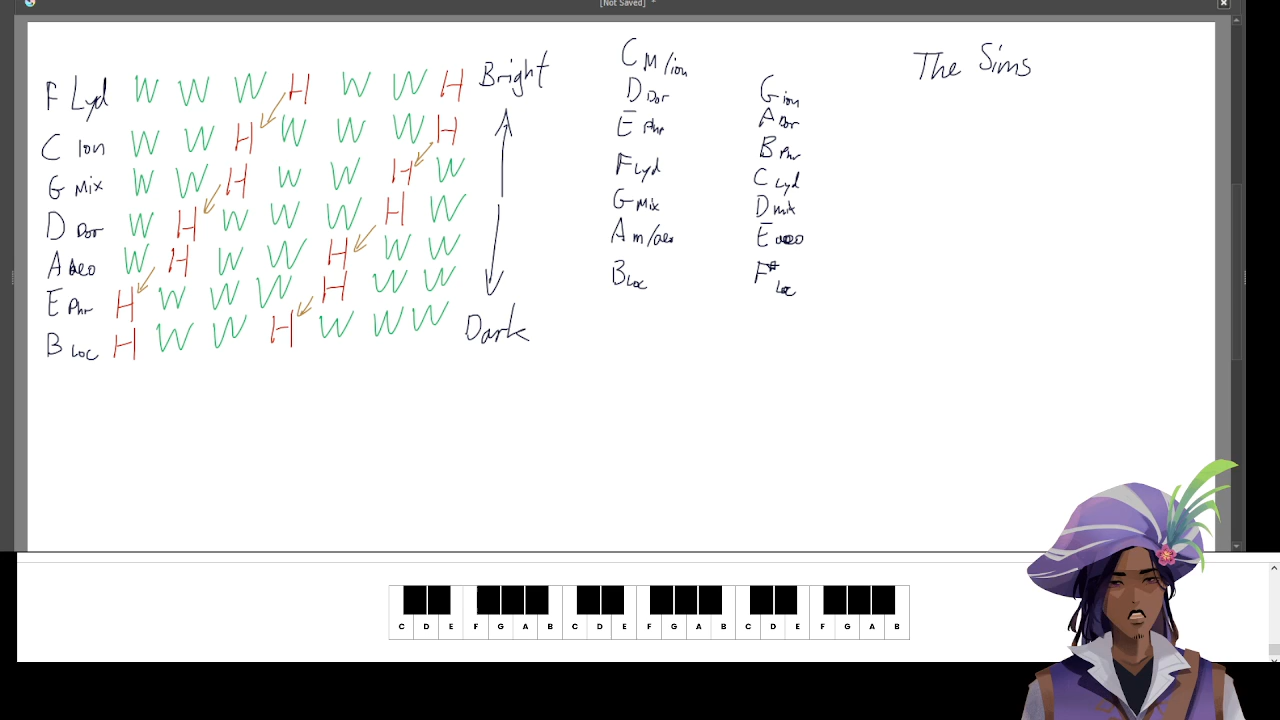 [Not Saved] *
F Lyd W W W H W W H Bright
C Ion W W H W W W H
G Mix W W H W W H W
D Dor W H W W W H W
A Aeo W H W W H W W
E Phr H W W W H W W
B Loc H W W H W W W Dark
C M/ion
D Dor
E Phr
F Lyd
G Mix
A m/aeo
B Loc
G ion
A Dor
B Phr
C Lyd
D mix
E aeo
F# Loc
The Sims
C D E F G A B C D E F G A B C D E F G A B